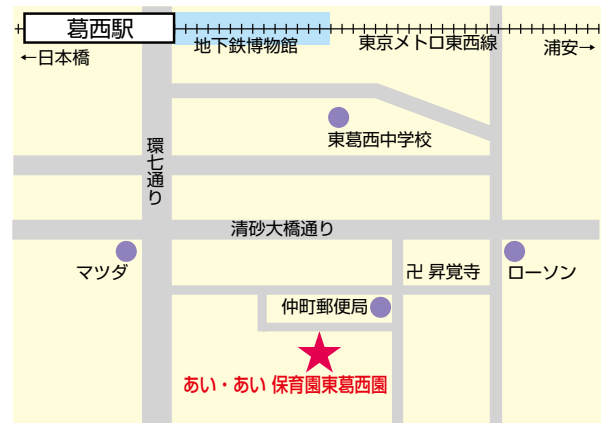 葛西駅
地下鉄博物館
東京メトロ東西線
←日本橋
浦安→
東葛西中学校
環七通り
清砂大橋通り
マツダ
卍 昇覚寺
ローソン
仲町郵便局
あい・あい 保育園東葛西園